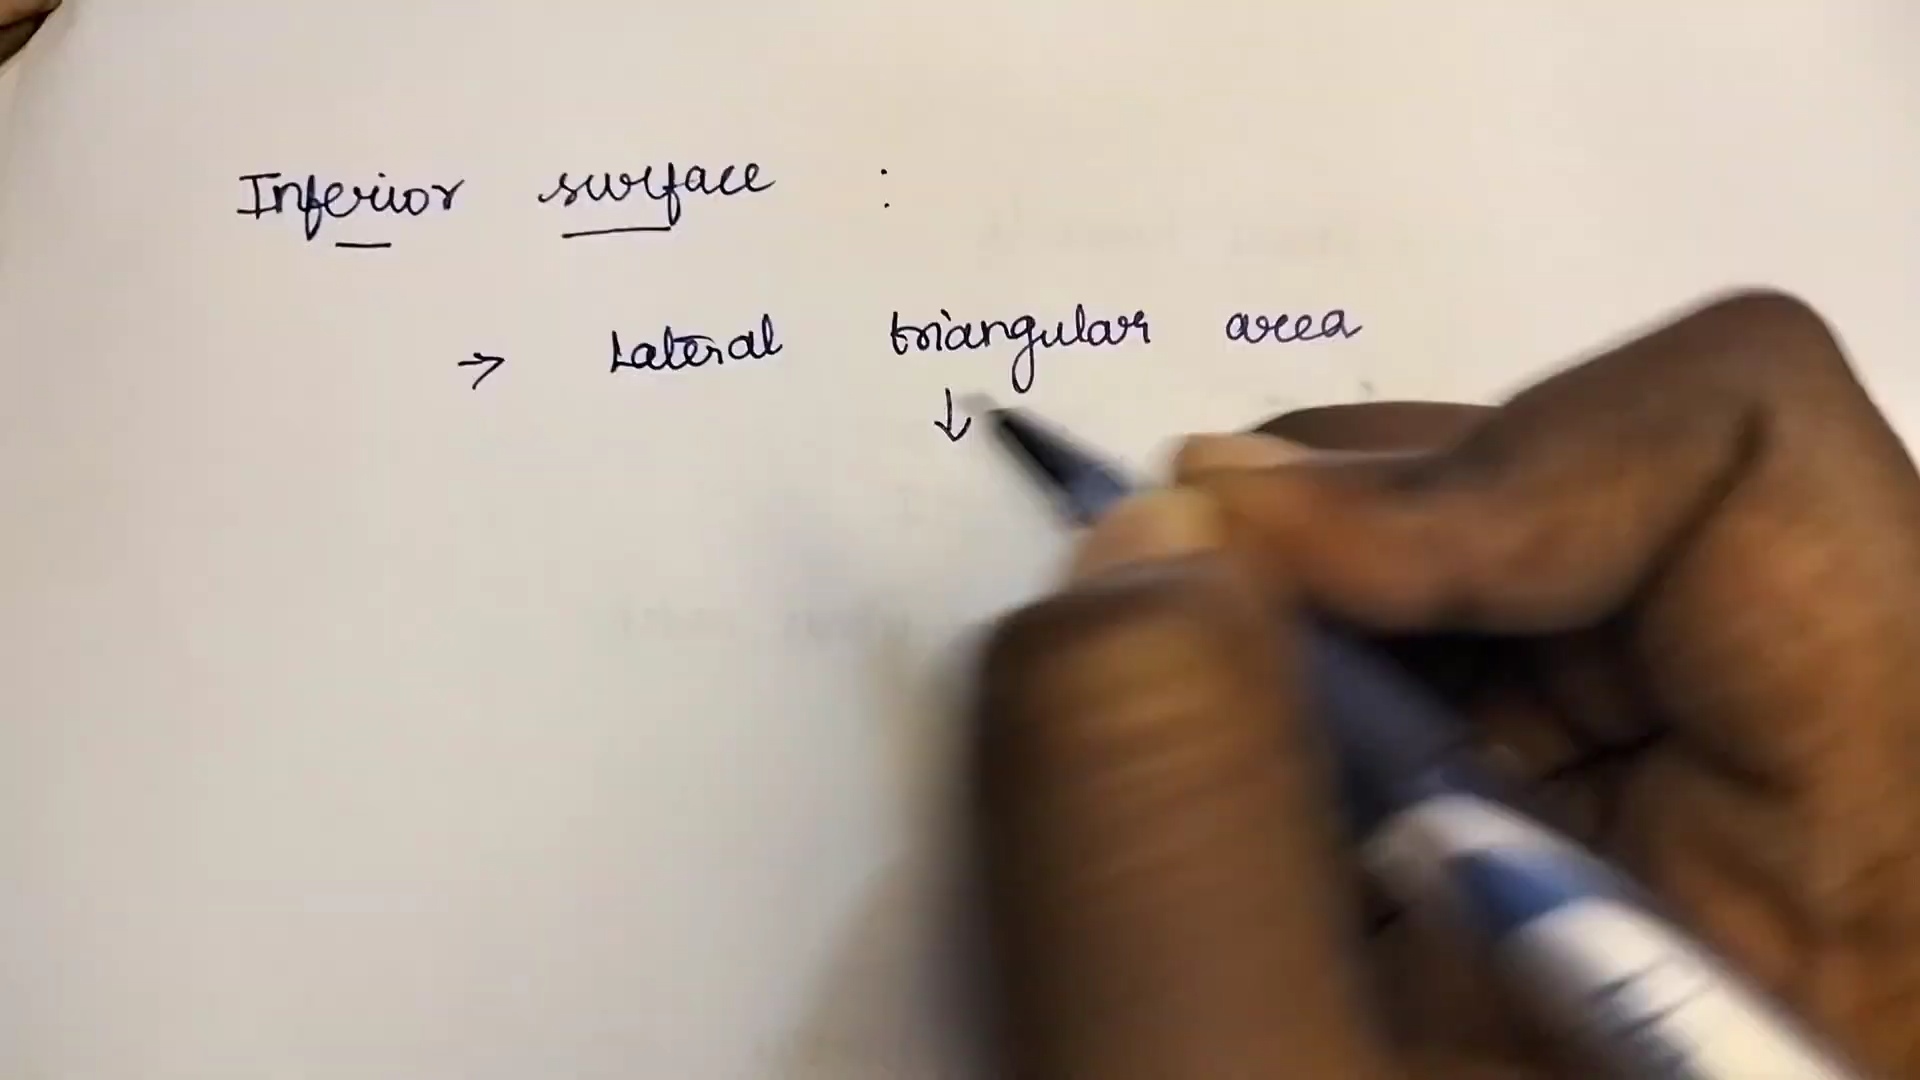 Inferior surface :
→ Lateral triangular area
↓